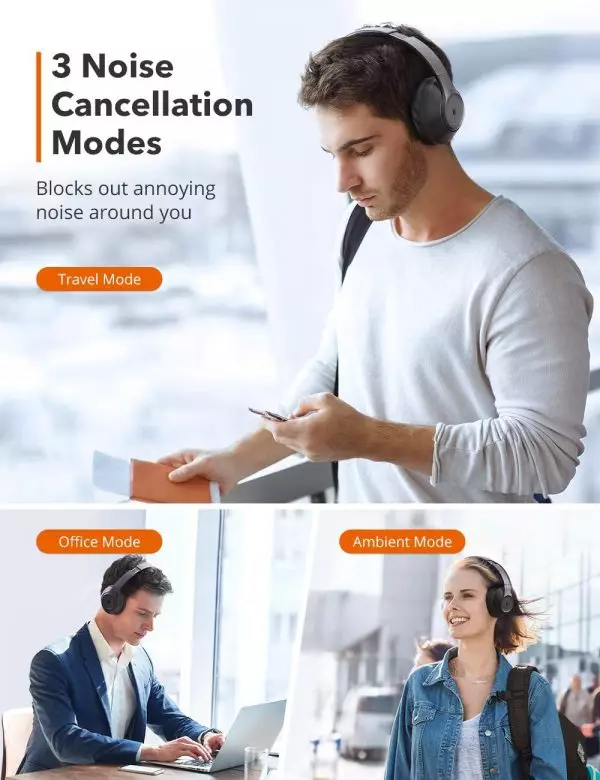 3 Noise
Cancellation
Modes
Blocks out annoying
noise around you
Travel Mode
Office Mode
Ambient Mode